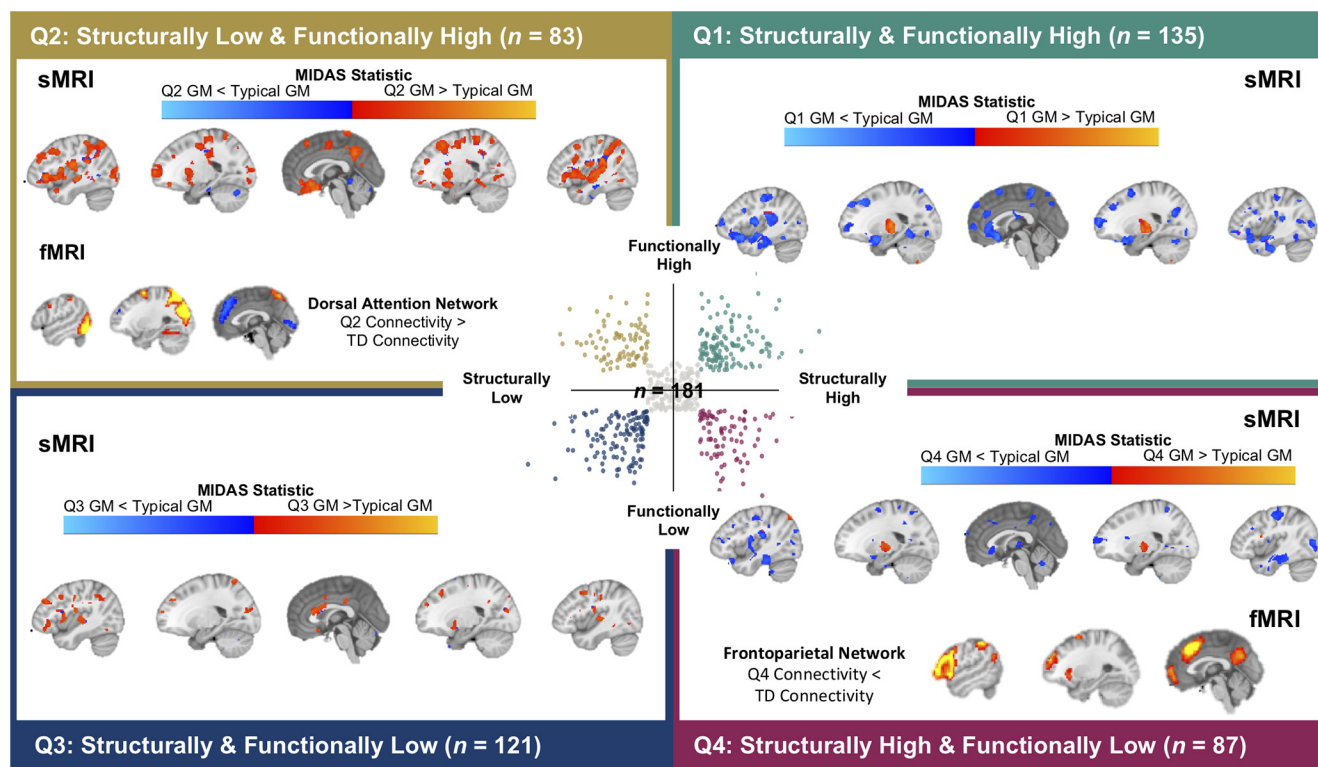 Q2: Structurally Low & Functionally High (n = 83)
sMRI
MIDAS Statistic
Q2 GM < Typical GM
Q2 GM > Typical GM
fMRI
Dorsal Attention Network
Q2 Connectivity >
TD Connectivity
Q1: Structurally & Functionally High (n = 135)
sMRI
MIDAS Statistic
Q1 GM < Typical GM
Q1 GM > Typical GM
Functionally
High
Structurally
Low
n = 181
Structurally
High
Functionally
Low
sMRI
MIDAS Statistic
Q3 GM < Typical GM
Q3 GM >Typical GM
Q3: Structurally & Functionally Low (n = 121)
sMRI
MIDAS Statistic
Q4 GM < Typical GM
Q4 GM > Typical GM
fMRI
Frontoparietal Network
Q4 Connectivity <
TD Connectivity
Q4: Structurally High & Functionally Low (n = 87)